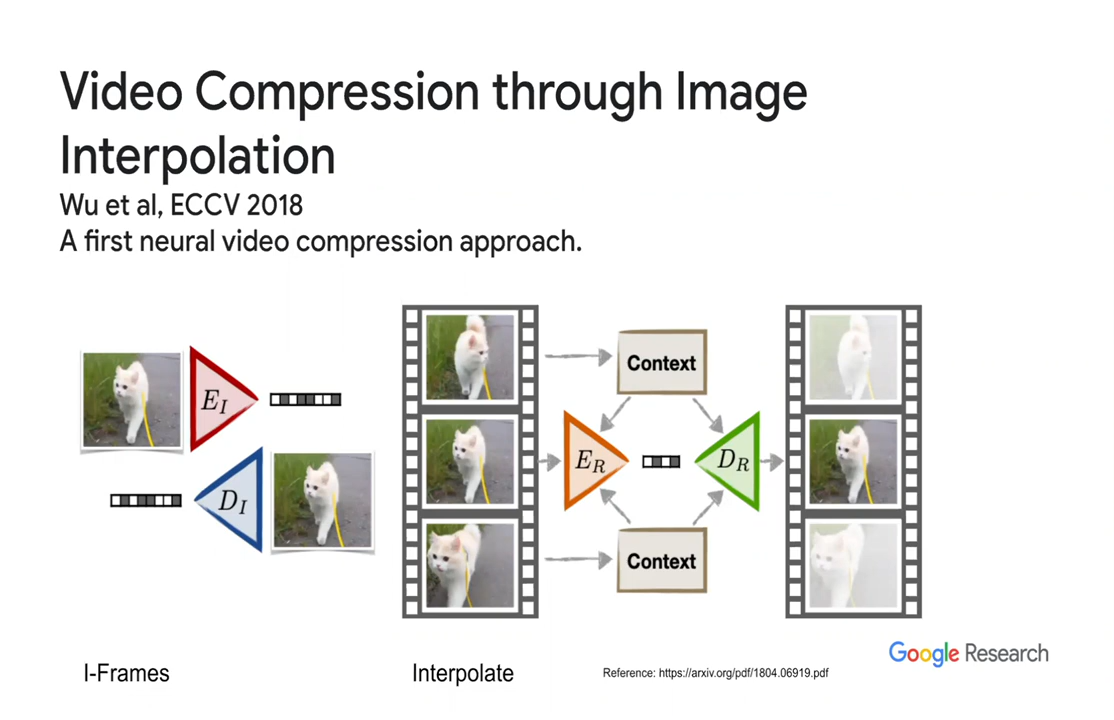 Video Compression through Image
Interpolation
Wu et al, ECCV 2018
A first neural video compression approach.
E_I
D_I
Context
E_R
D_R
Context
I-Frames
Interpolate
Reference: https://arxiv.org/pdf/1804.06919.pdf
Google Research